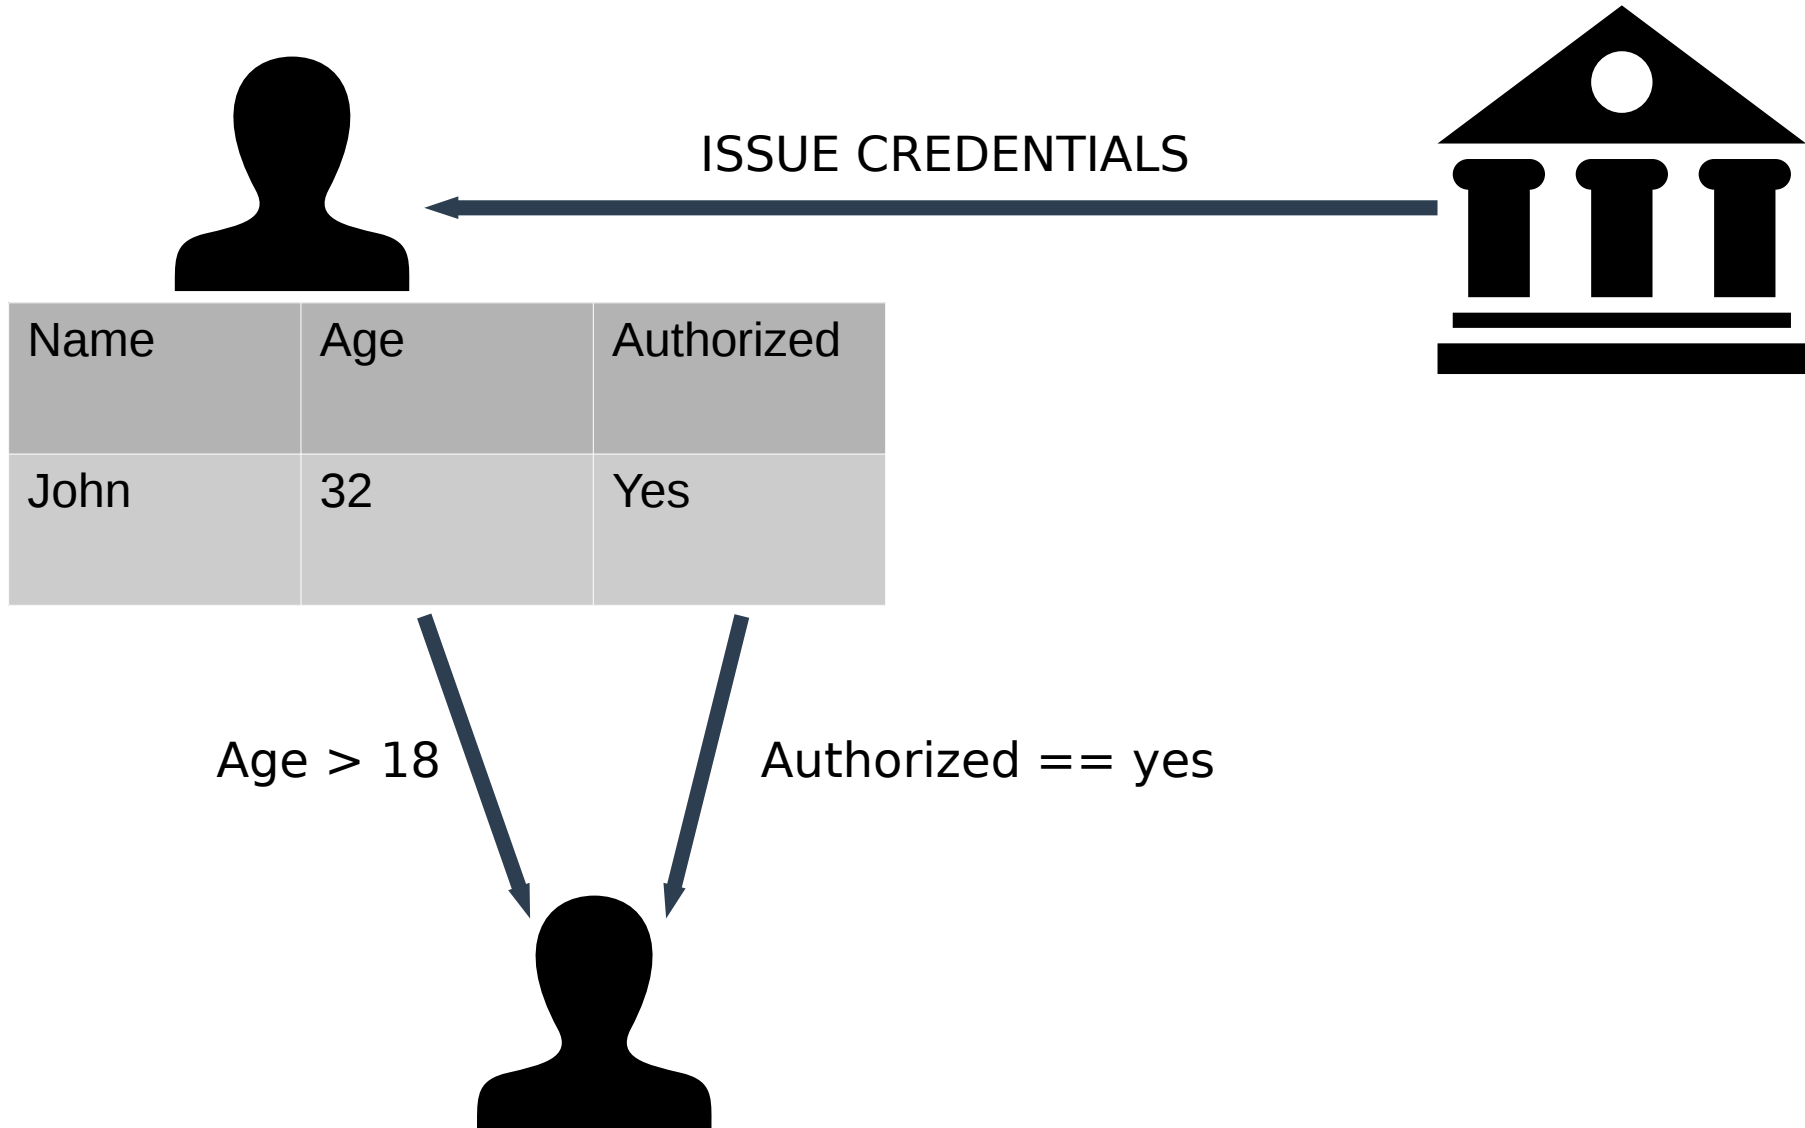 ISSUE CREDENTIALS
Name Age Authorized
John 32 Yes
Age > 18 Authorized == yes